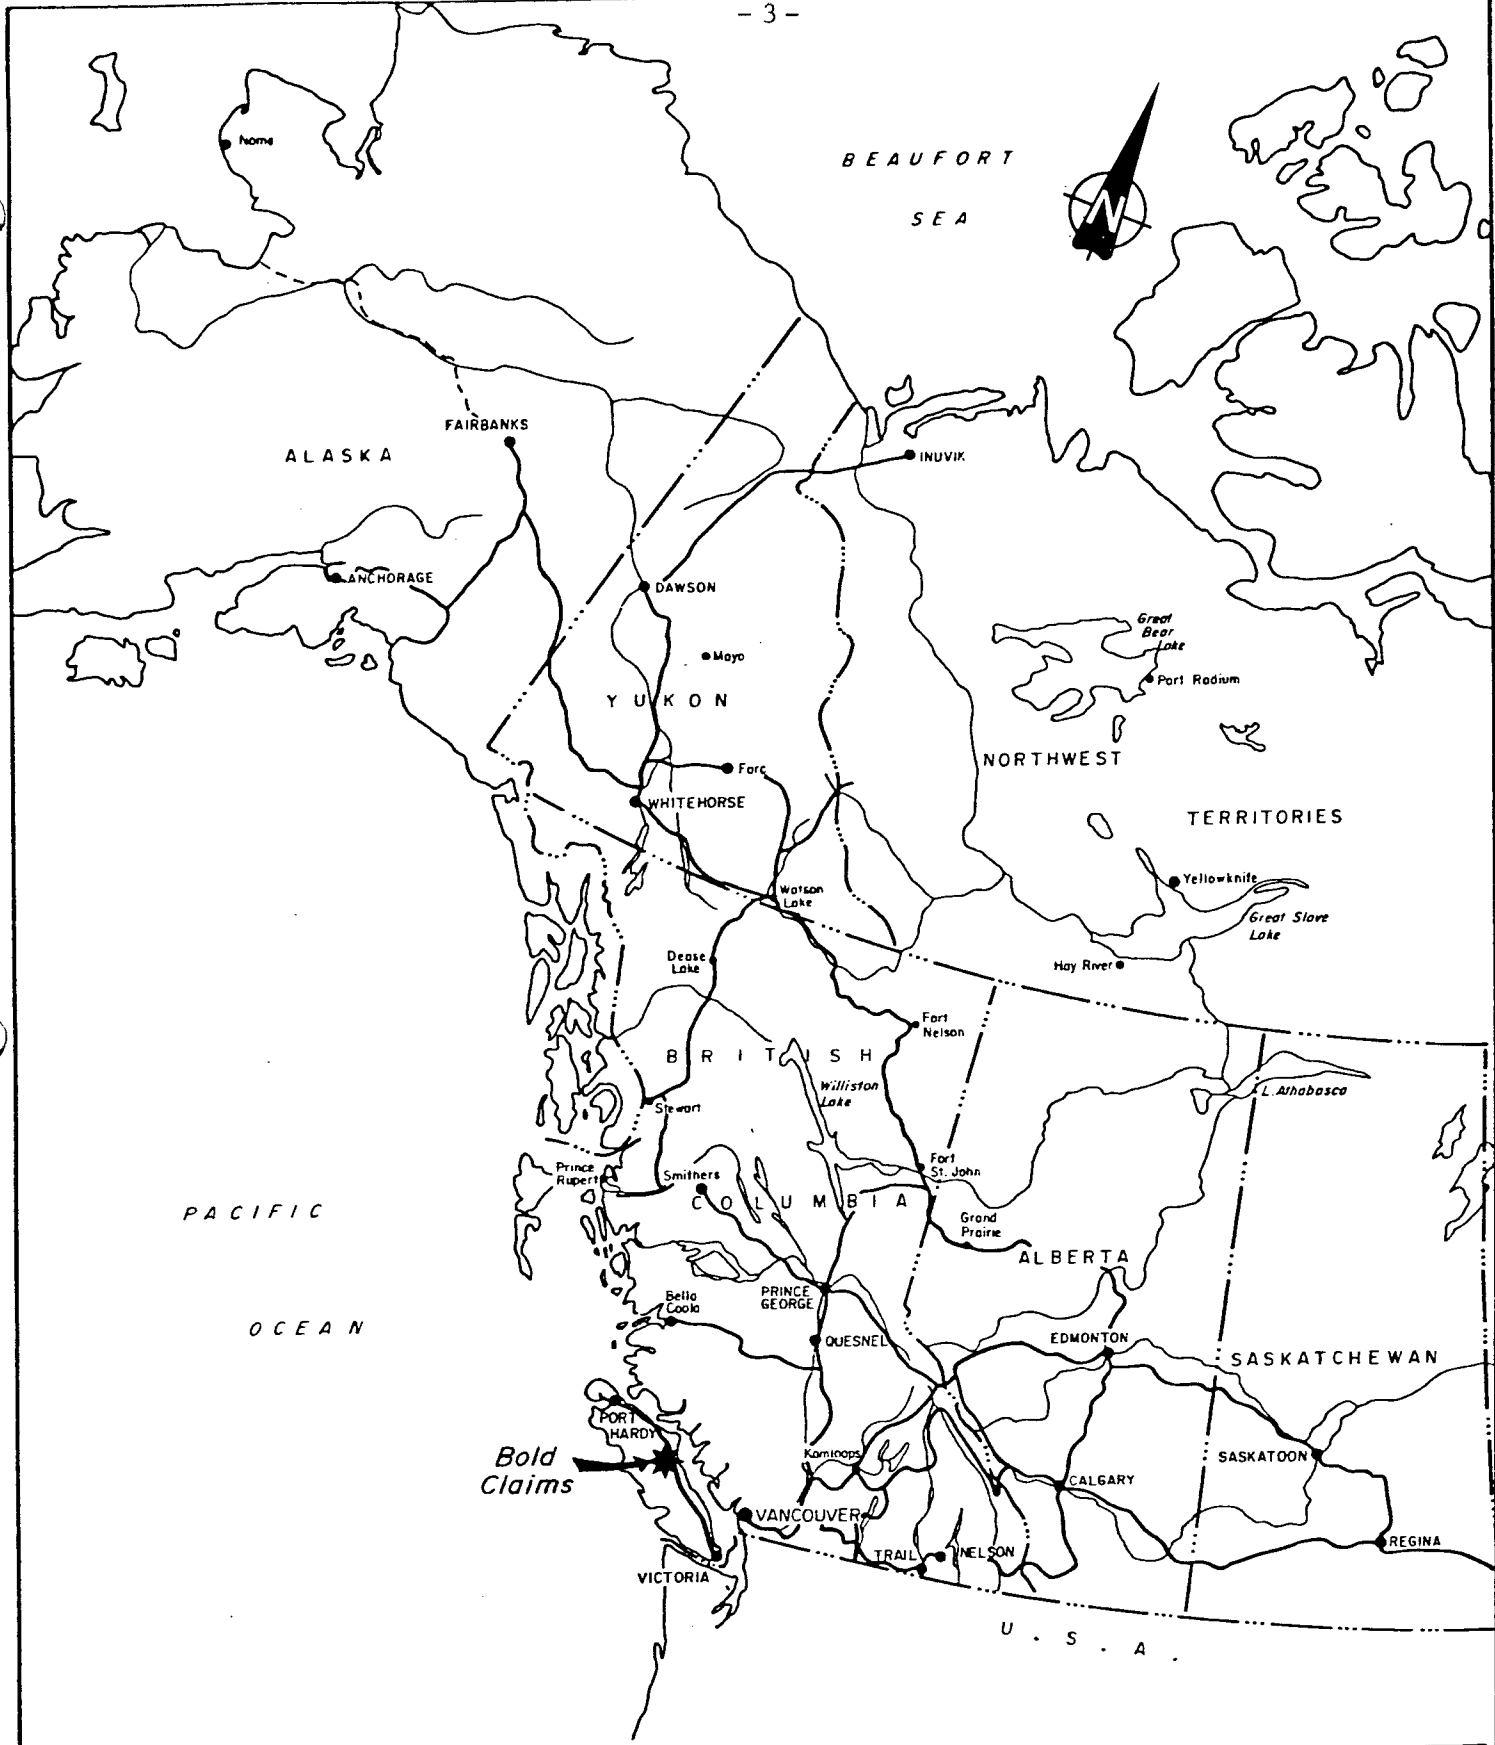 - 3 -
Nome
BEAUFORT
SEA
N
FAIRBANKS
ALASKA
INUVIK
ANCHORAGE
DAWSON
Great
Bear
Lake
Mayo
Port Radium
YUKON
NORTHWEST
Faro
WHITEHORSE
TERRITORIES
Yellowknife
Watson
Lake
Great Slave
Lake
Dease
Lake
Hay River
Fort
Nelson
BRITISH
Williston
Lake
L. Athabasca
Stewart
Prince
Rupert
Smithers
Fort
St. John
COLUMBIA
PACIFIC
Grand
Prairie
ALBERTA
PRINCE
GEORGE
Bella
Coola
OCEAN
QUESNEL
EDMONTON
SASKATCHEWAN
PORT
HARDY
Bold
Claims
Kamloops
SASKATOON
CALGARY
VANCOUVER
TRAIL
NELSON
REGINA
VICTORIA
U.S.A.